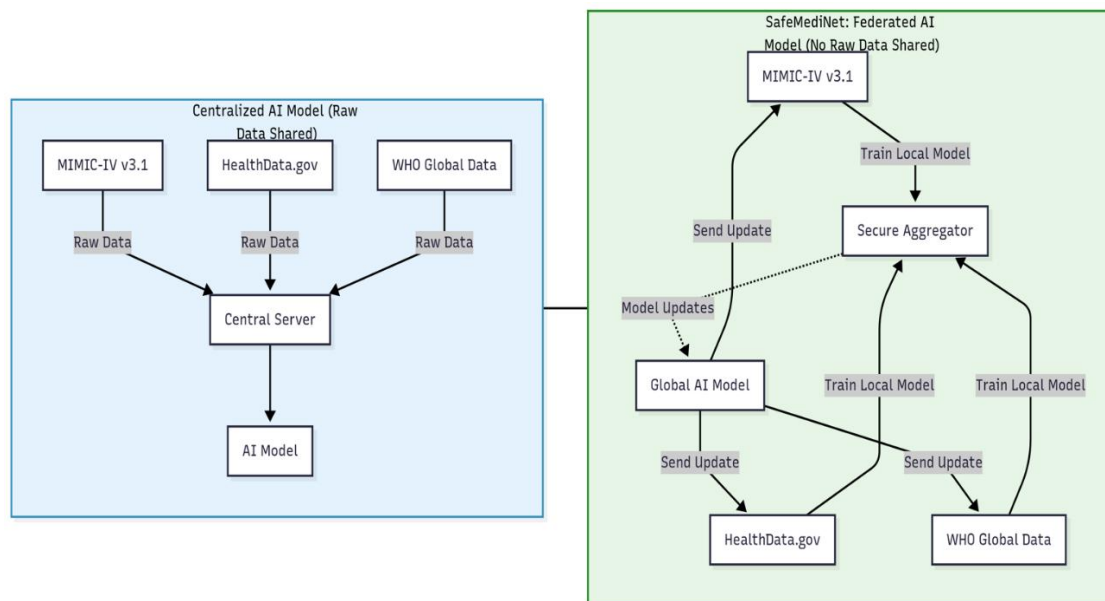 Centralized AI Model (Raw
Data Shared)
MIMIC-IV v3.1
HealthData.gov
WHO Global Data
Raw Data
Raw Data
Raw Data
Central Server
AI Model
SafeMediNet: Federated AI
Model (No Raw Data Shared)
MIMIC-IV v3.1
Train Local Model
Send Update
Secure Aggregator
Model Updates
Global AI Model
Train Local Model
Train Local Model
Send Update
Send Update
HealthData.gov
WHO Global Data